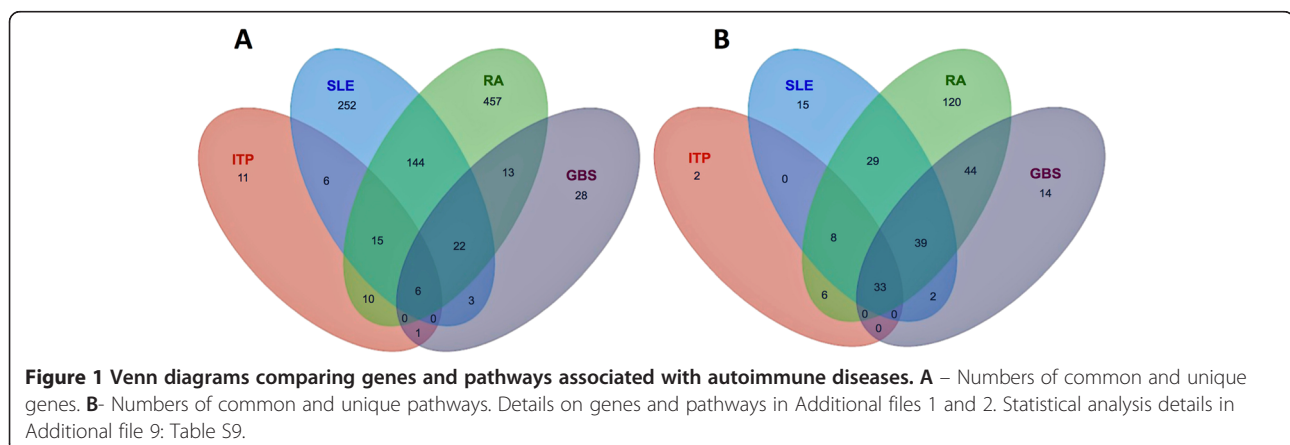 A
B
SLE
252
RA
457
ITP
11
6
144
13
GBS
28
15
22
10
6
3
0
0
1
SLE
15
RA
120
ITP
2
0
29
44
GBS
14
8
39
6
33
2
0
0
0
Figure 1 Venn diagrams comparing genes and pathways associated with autoimmune diseases. A – Numbers of common and unique
genes. B- Numbers of common and unique pathways. Details on genes and pathways in Additional files 1 and 2. Statistical analysis details in
Additional file 9: Table S9.